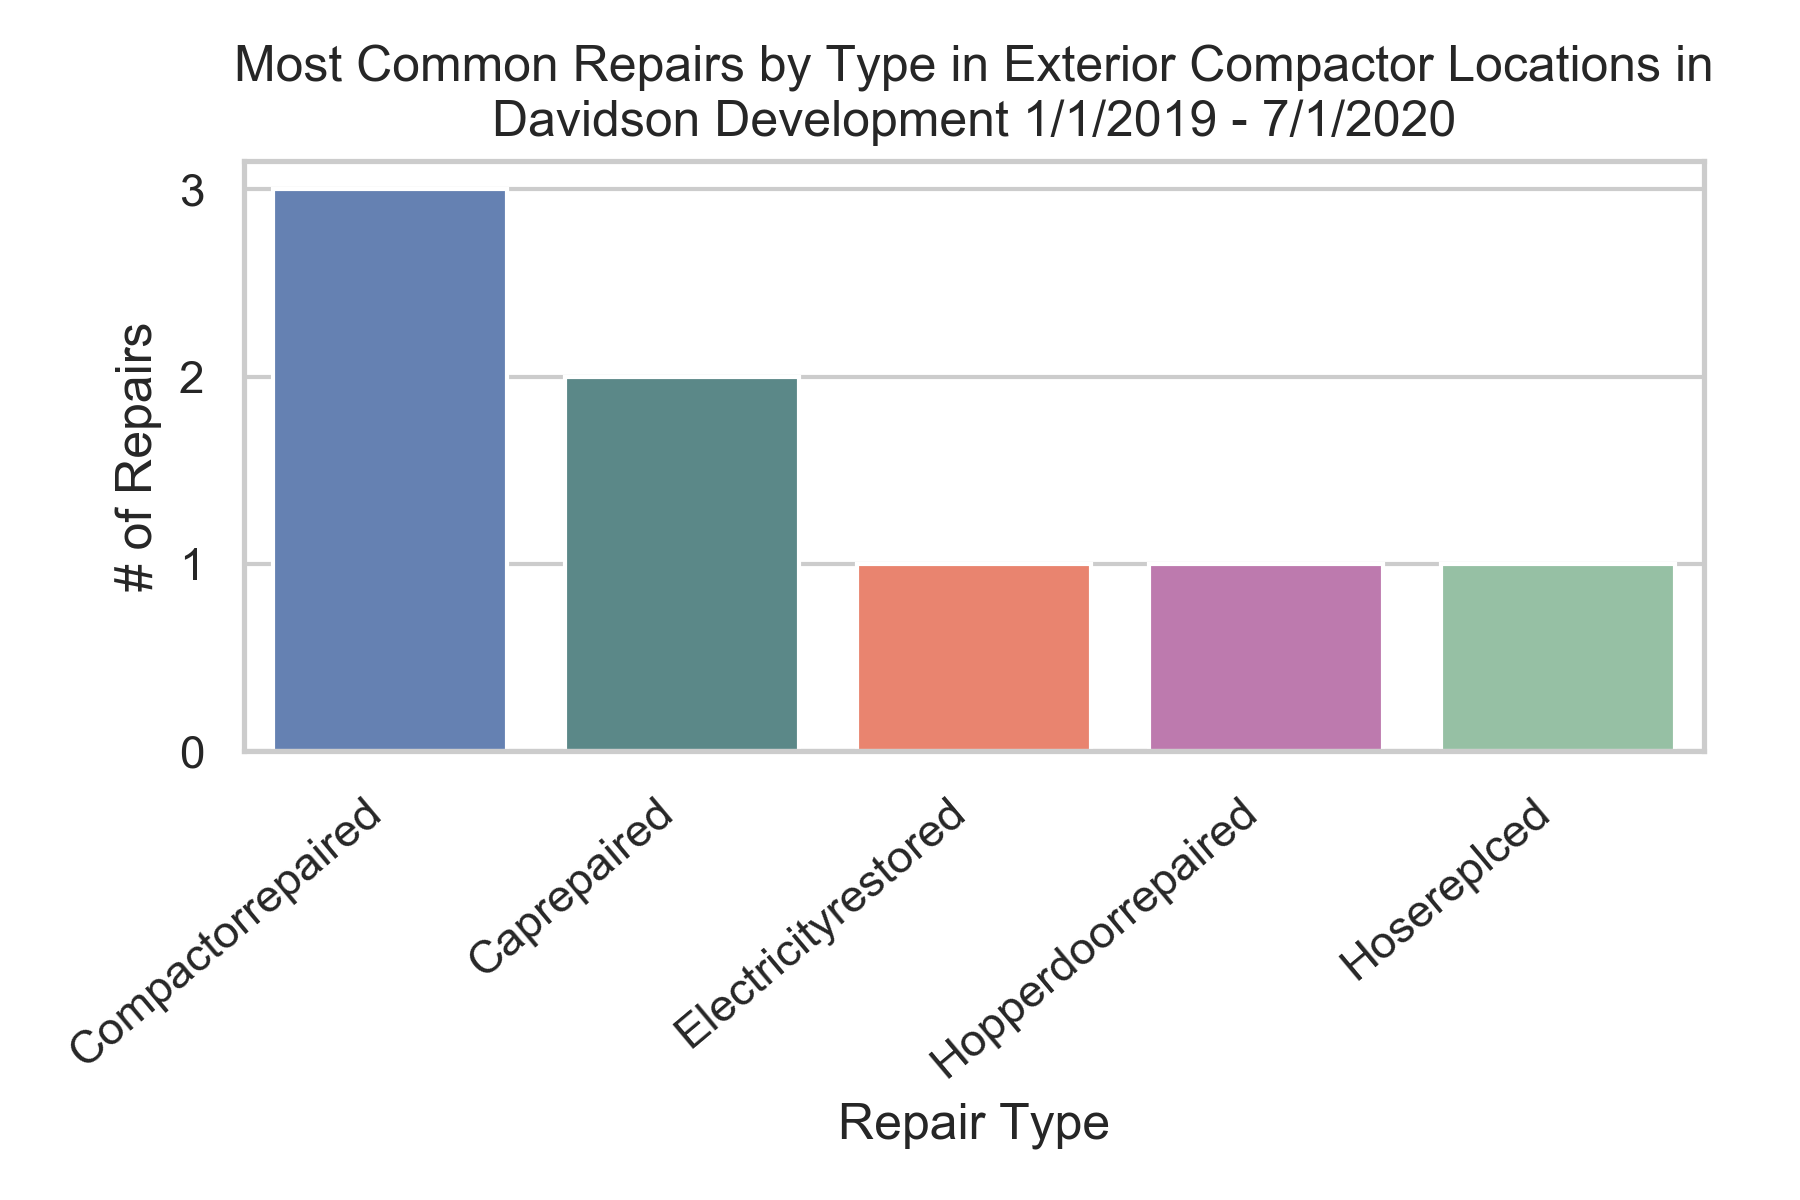 Most Common Repairs by Type in Exterior Compactor Locations in
Davidson Development 1/1/2019 - 7/1/2020
3
2
1
0
# of Repairs
Compactorrepaired
Caprepaired
Electricityrestored
Hopperdoorrepaired
Hosereplced
Repair Type